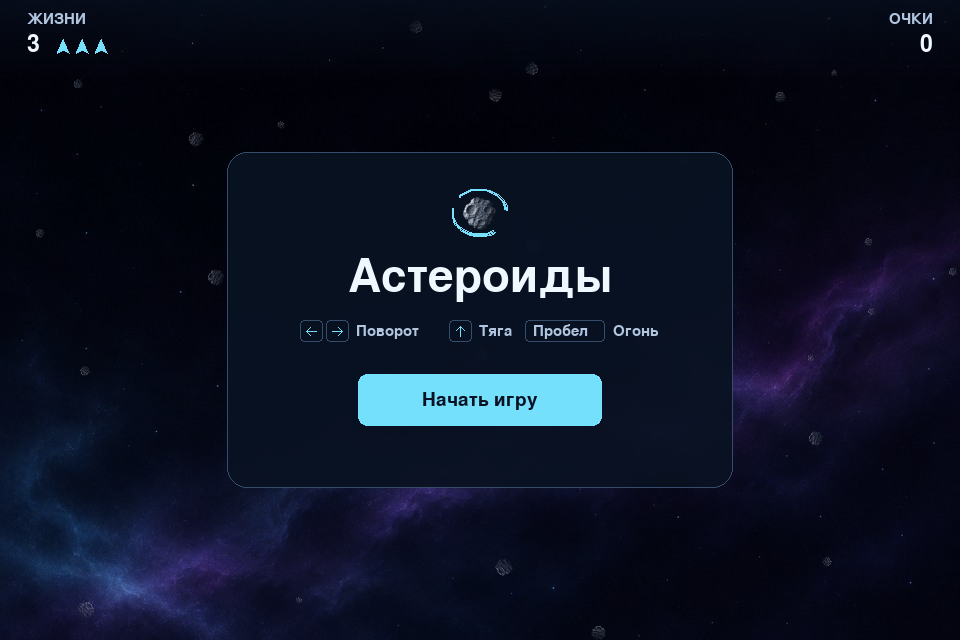 ЖИЗНИ
ОЧКИ
3
0
Астероиды
← → Поворот ↑ Тяга Пробел Огонь
Начать игру